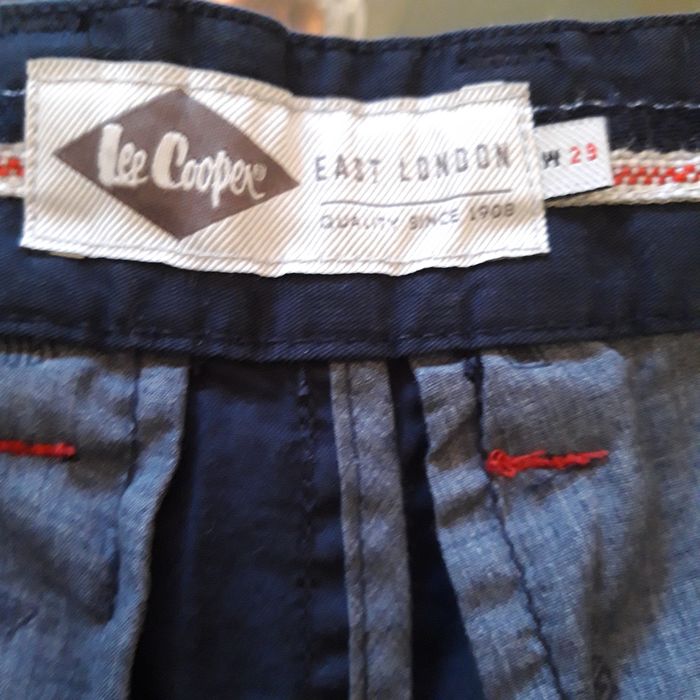 Lee Cooper®
EAST LONDON
QUALITY SINCE 1908
W 29